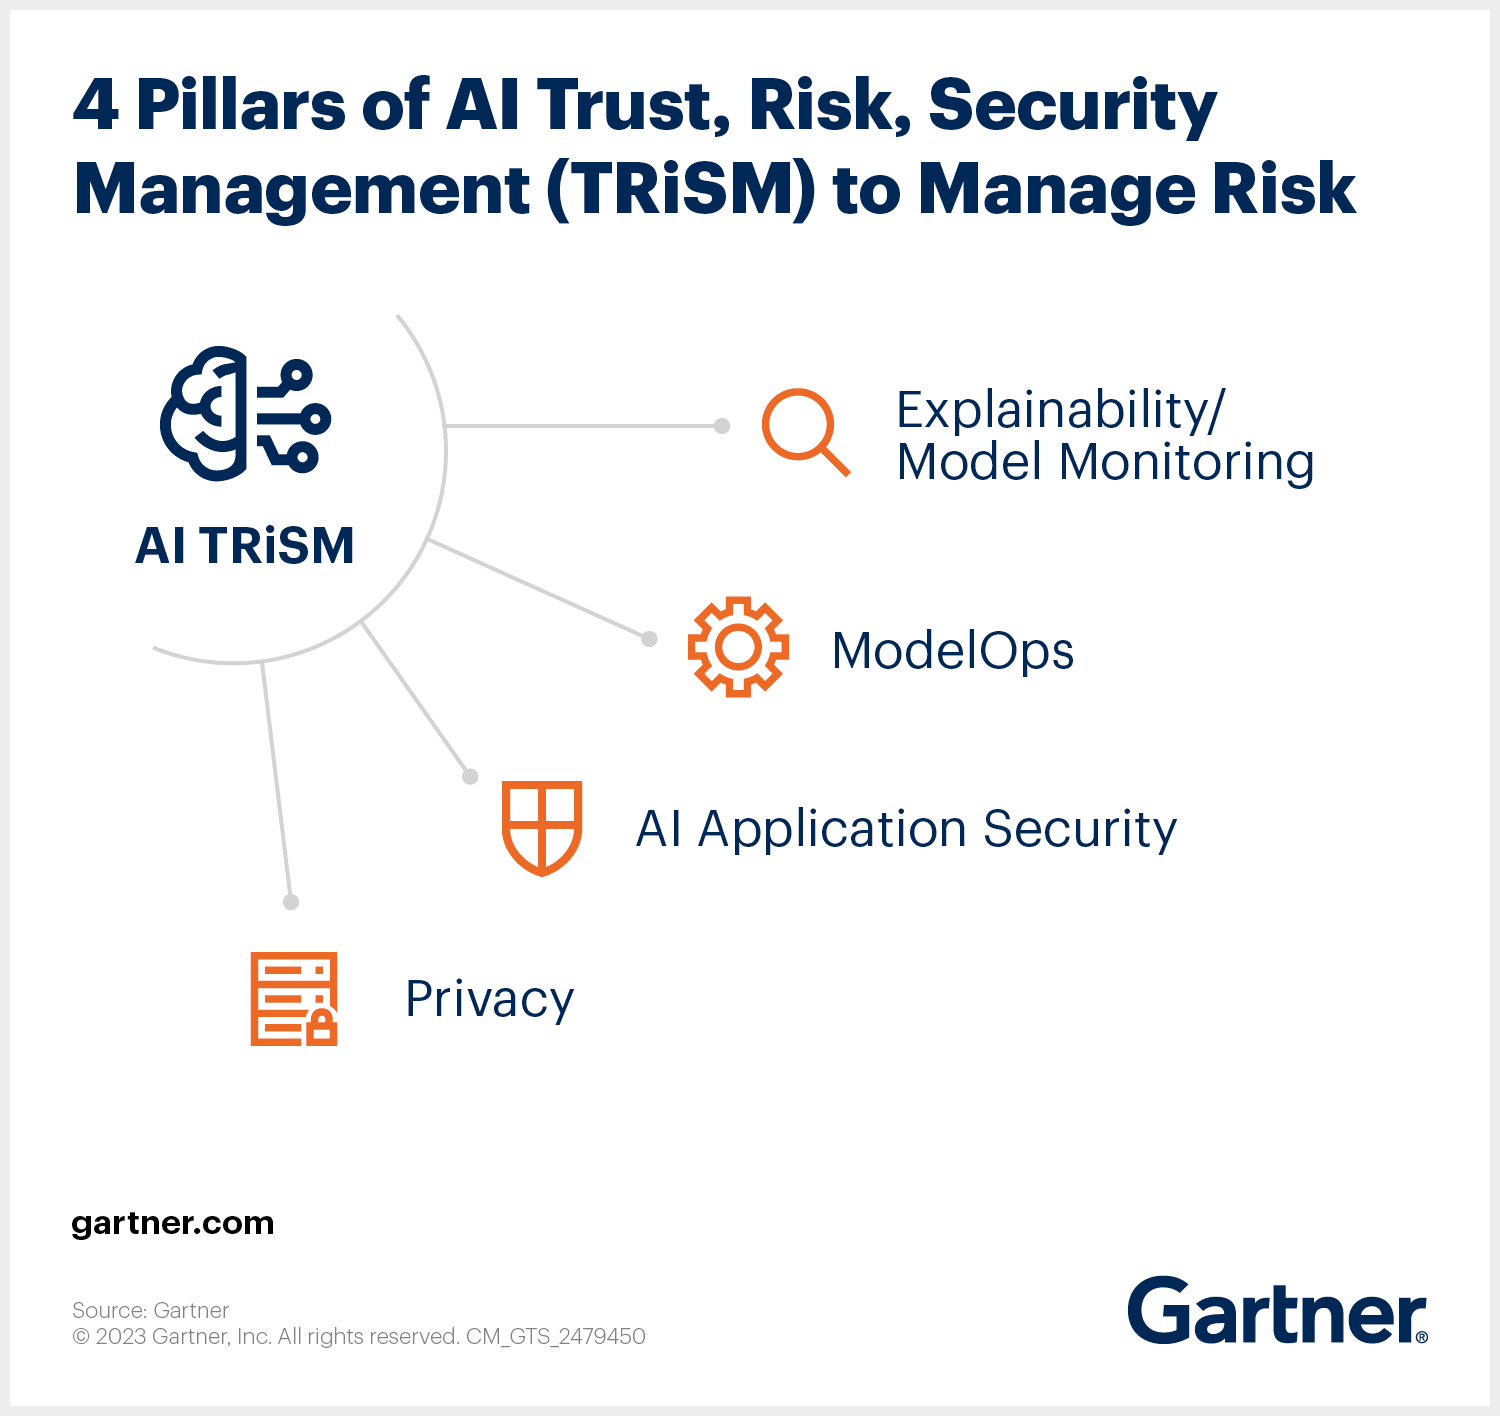 4 Pillars of AI Trust, Risk, Security
Management (TRiSM) to Manage Risk
AI TRiSM
Explainability/
Model Monitoring
ModelOps
AI Application Security
Privacy
gartner.com
Source: Gartner
© 2023 Gartner, Inc. All rights reserved. CM_GTS_2479450
Gartner®